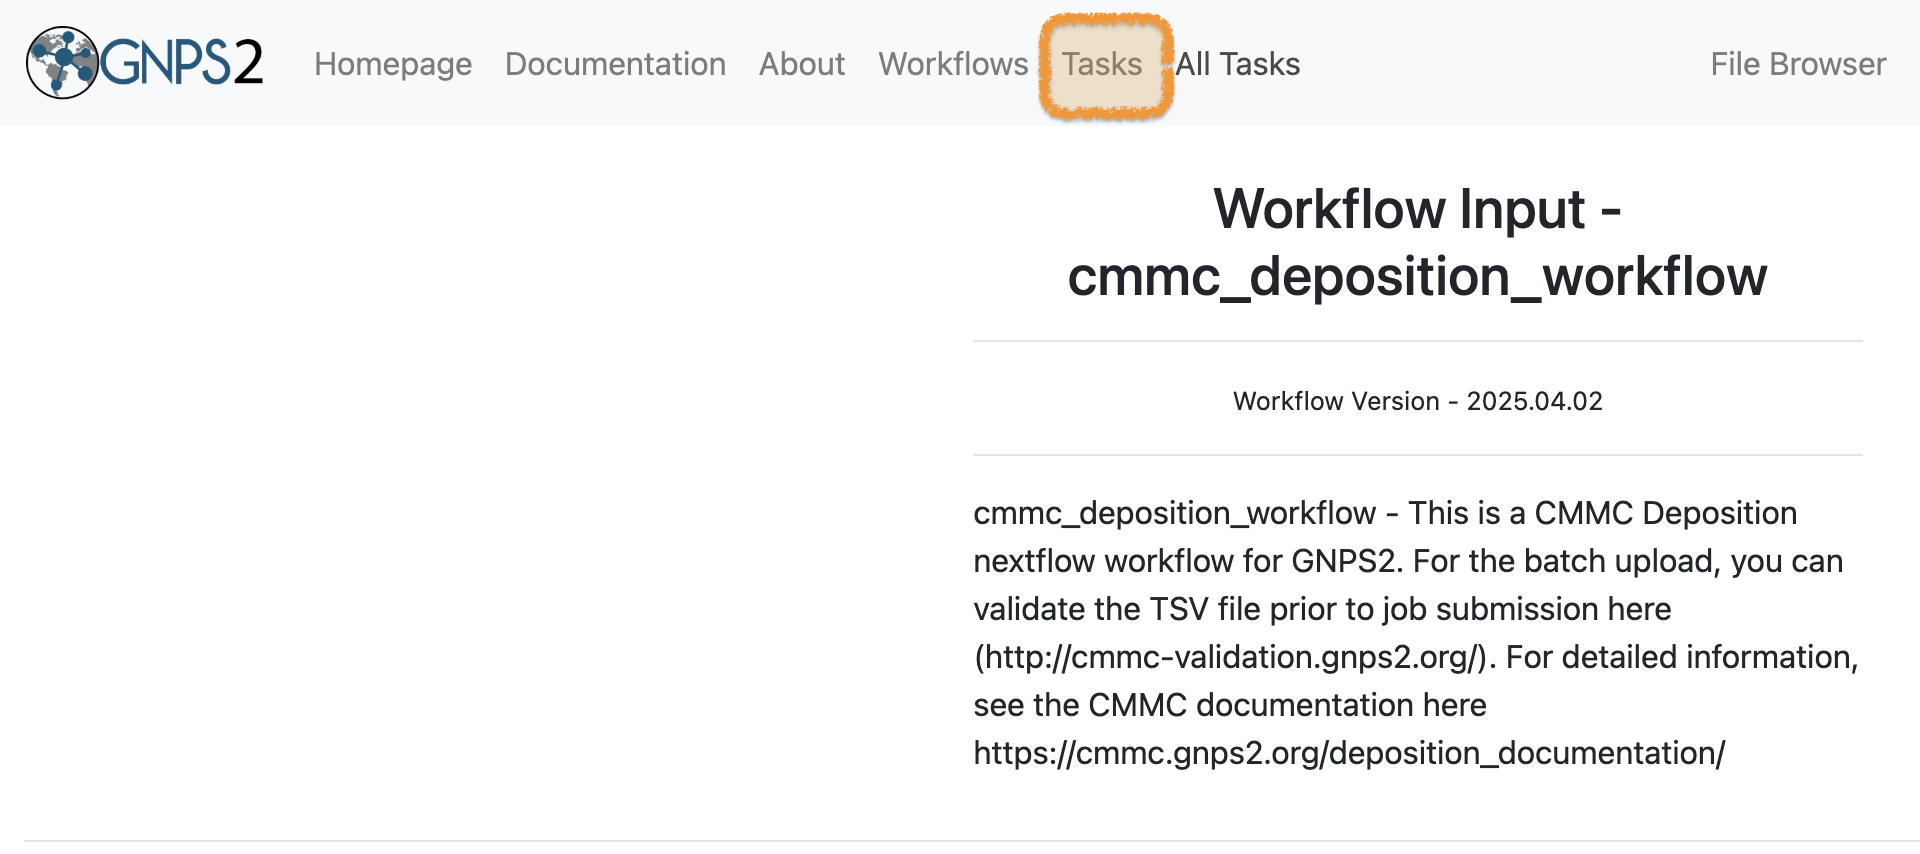 GNPS2 Homepage Documentation About Workflows Tasks All Tasks File Browser
Workflow Input -
cmmc_deposition_workflow
Workflow Version - 2025.04.02
cmmc_deposition_workflow - This is a CMMC Deposition
nextflow workflow for GNPS2. For the batch upload, you can
validate the TSV file prior to job submission here
(http://cmmc-validation.gnps2.org/). For detailed information,
see the CMMC documentation here
https://cmmc.gnps2.org/deposition_documentation/